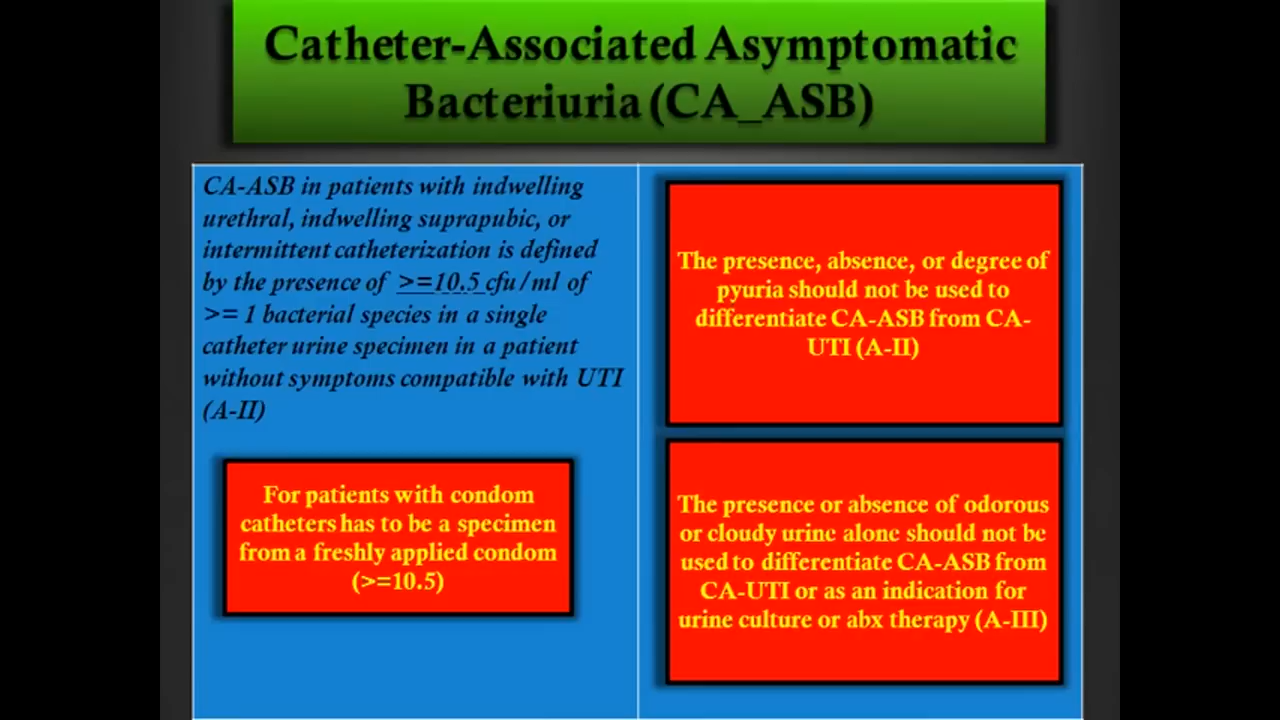 Catheter-Associated Asymptomatic
Bacteriuria (CA_ASB)
CA-ASB in patients with indwelling
urethral, indwelling suprapubic, or
intermittent catheterization is defined
by the presence of >=10.5 cfu/ml of
>= 1 bacterial species in a single
catheter urine specimen in a patient
without symptoms compatible with UTI
(A-II)
For patients with condom
catheters has to be a specimen
from a freshly applied condom
(>=10.5)
The presence, absence, or degree of
pyuria should not be used to
differentiate CA-ASB from CA-
UTI (A-II)
The presence or absence of odorous
or cloudy urine alone should not be
used to differentiate CA-ASB from
CA-UTI or as an indication for
urine culture or abx therapy (A-III)